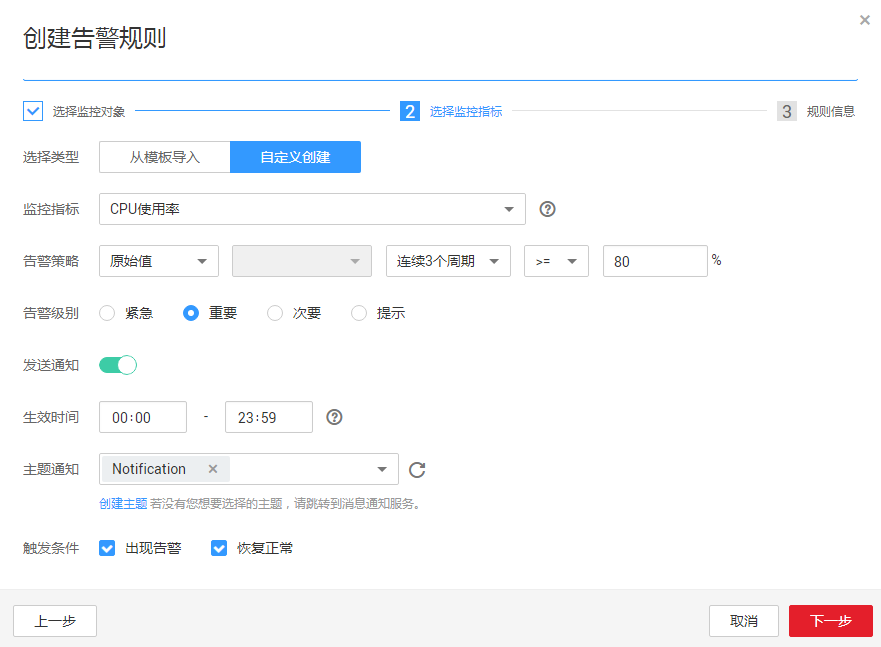 创建告警规则
选择监控对象 2 选择监控指标 3 规则信息
选择类型 从模板导入 自定义创建
监控指标 CPU使用率
告警策略 原始值 连续3个周期 >= 80 %
告警级别 紧急 重要 次要 提示
发送通知
生效时间 00:00 - 23:59
主题通知 Notification
创建主题 若没有您想要选择的主题，请跳转到消息通知服务。
触发条件 出现告警 恢复正常
上一步 取消 下一步